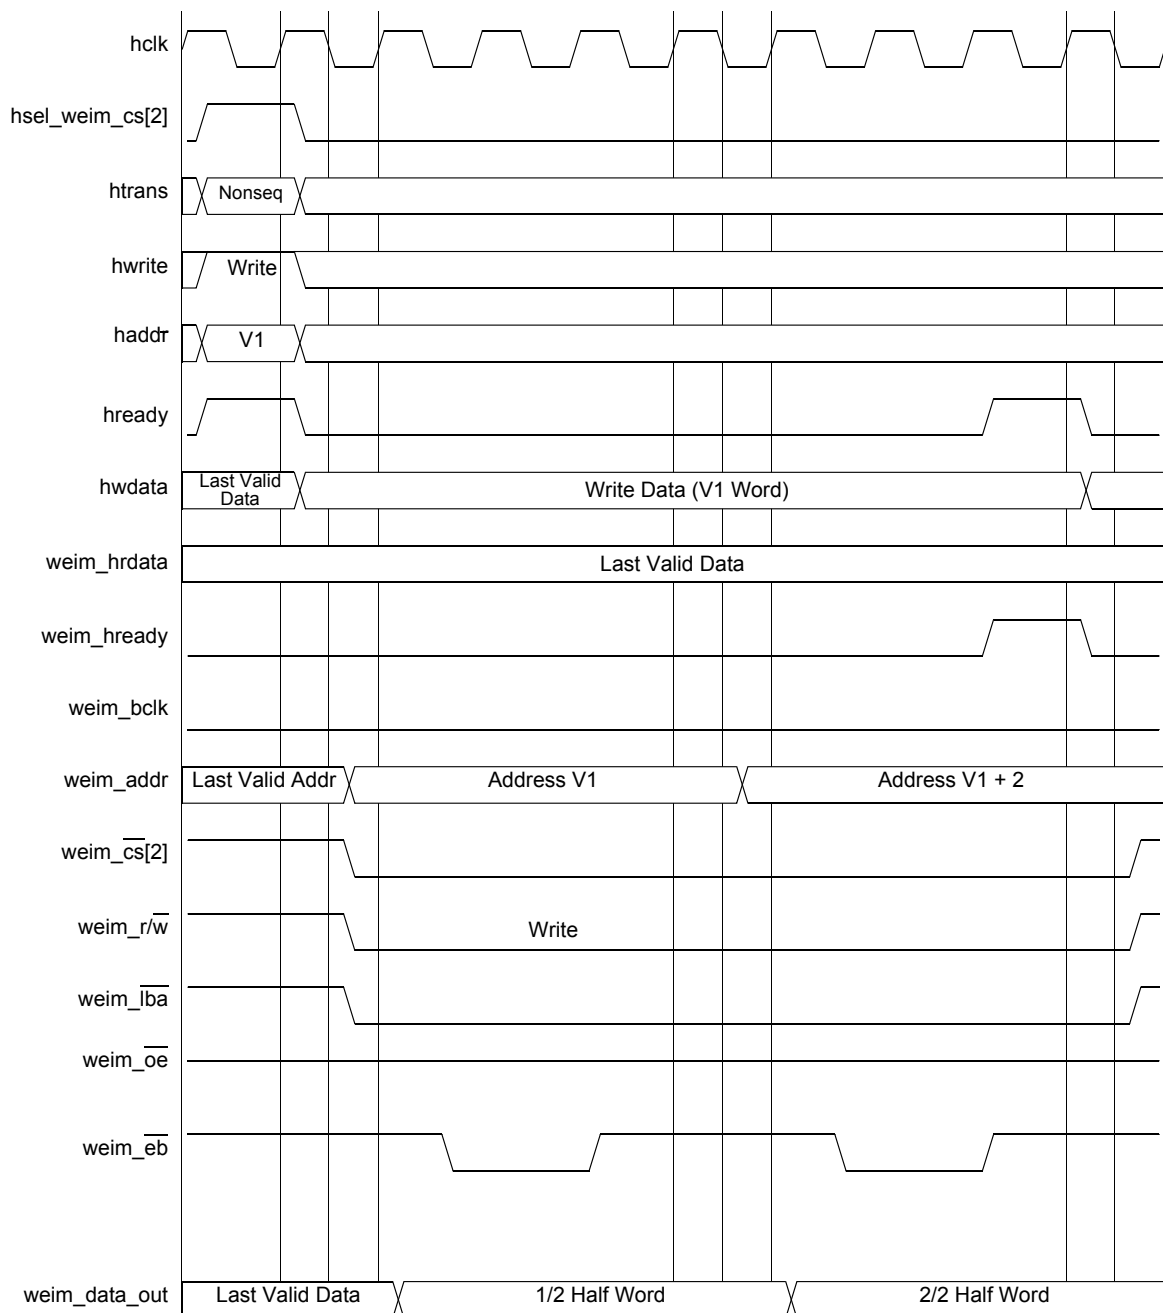 hclk
hsel_weim_cs[2]
htrans
Nonseq
hwrite
Write
haddr
V1
hready
hwdata
Last Valid
Data
Write Data (V1 Word)
weim_hrdata
Last Valid Data
weim_hready
weim_bclk
weim_addr
Last Valid Addr
Address V1
Address V1 + 2
weim_cs[2]
weim_r/w
Write
weim_lba
weim_oe
weim_eb
weim_data_out
Last Valid Data
1/2 Half Word
2/2 Half Word